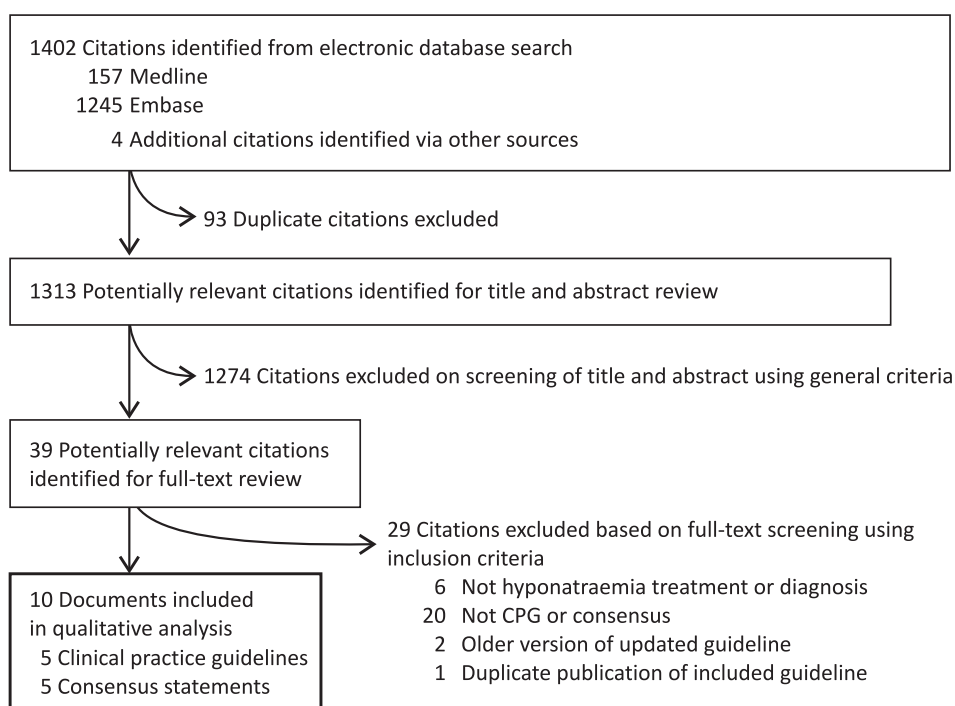 1402 Citations identified from electronic database search
157 Medline
1245 Embase
4 Additional citations identified via other sources
93 Duplicate citations excluded
1313 Potentially relevant citations identified for title and abstract review
1274 Citations excluded on screening of title and abstract using general criteria
39 Potentially relevant citations
identified for full-text review
29 Citations excluded based on full-text screening using
inclusion criteria
6 Not hyponatraemia treatment or diagnosis
20 Not CPG or consensus
2 Older version of updated guideline
1 Duplicate publication of included guideline
10 Documents included
in qualitative analysis
5 Clinical practice guidelines
5 Consensus statements